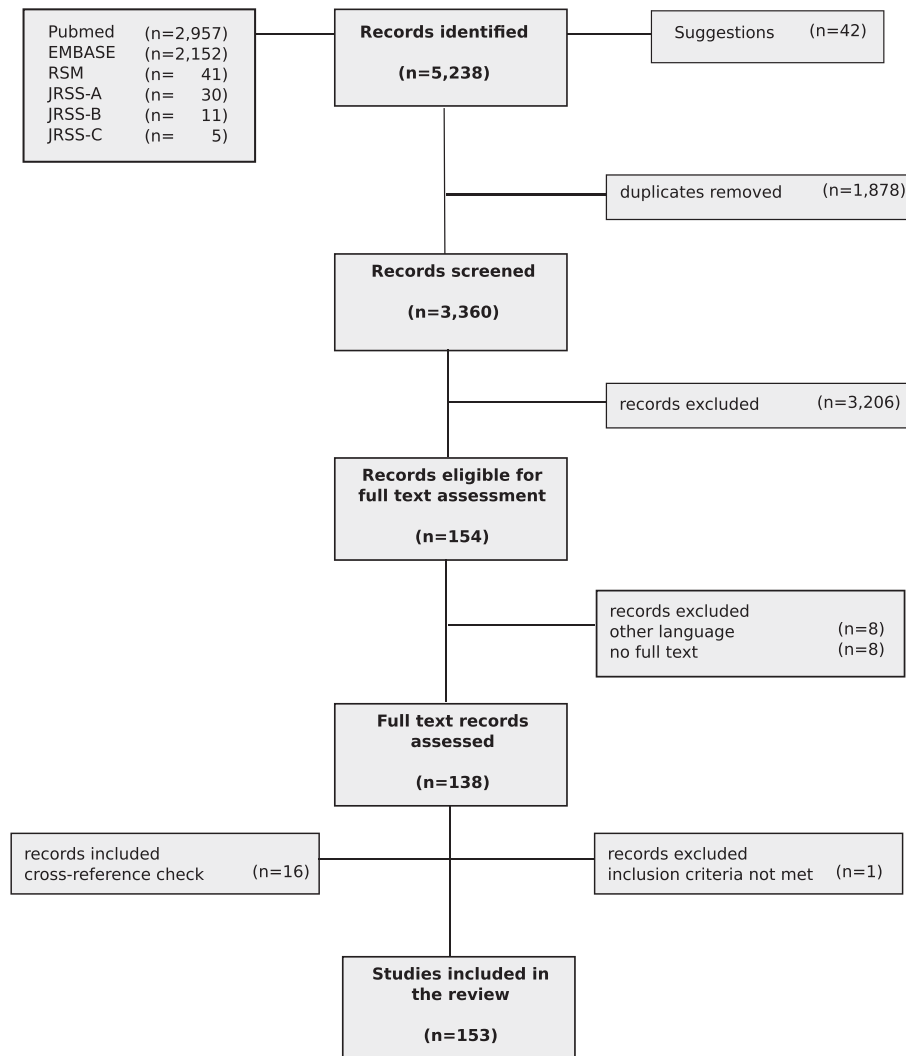 Pubmed (n=2,957)
EMBASE (n=2,152)
RSM (n= 41)
JRSS-A (n= 30)
JRSS-B (n= 11)
JRSS-C (n= 5)
Records identified
(n=5,238)
Suggestions (n=42)
duplicates removed (n=1,878)
Records screened
(n=3,360)
records excluded (n=3,206)
Records eligible for
full text assessment
(n=154)
records excluded
other language (n=8)
no full text (n=8)
Full text records
assessed
(n=138)
records included
cross-reference check (n=16)
records excluded
inclusion criteria not met (n=1)
Studies included in
the review
(n=153)